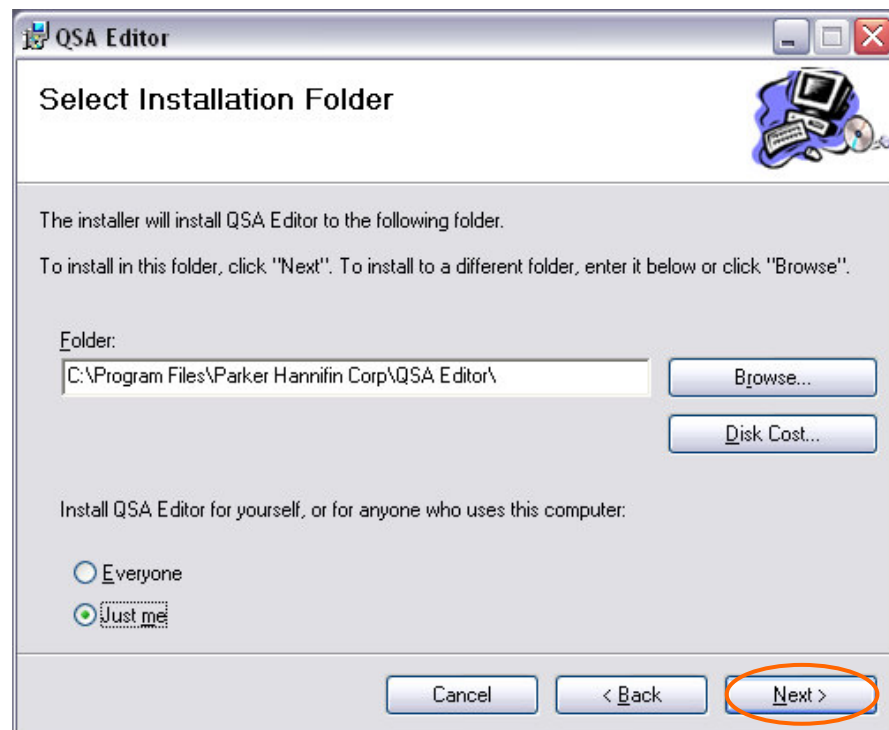 QSA Editor
Select Installation Folder
The installer will install QSA Editor to the following folder.
To install in this folder, click "Next". To install to a different folder, enter it below or click "Browse".
Folder:
C:\Program Files\Parker Hannifin Corp\QSA Editor\
Browse...
Disk Cost...
Install QSA Editor for yourself, or for anyone who uses this computer:
Everyone
Just me
Cancel
< Back
Next >